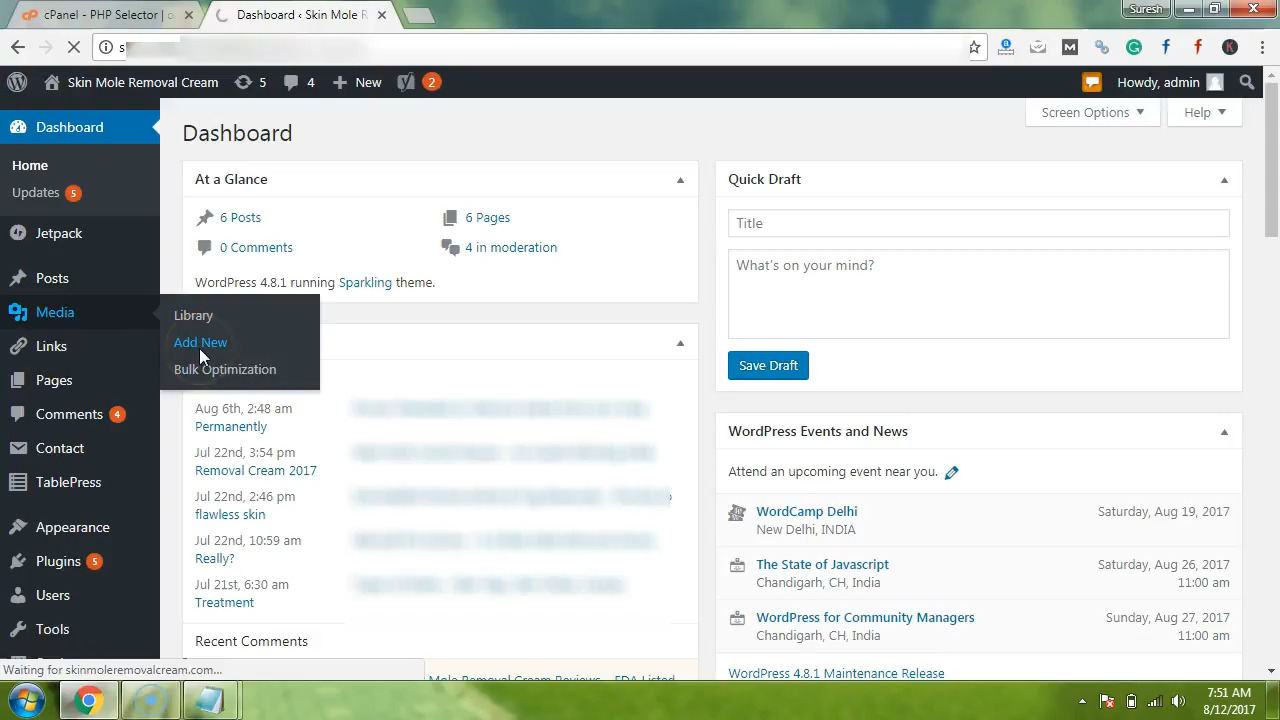 cPanel - PHP Selector |
Dashboard ‹ Skin Mole R
Suresh
s
Skin Mole Removal Cream
5
4
New
2
Howdy, admin
Dashboard
Home
Updates 5
Jetpack
Posts
Media
Links
Pages
Comments 4
Contact
TablePress
Appearance
Plugins 5
Users
Tools
Library
Add New
Bulk Optimization
Screen Options
Help
Dashboard
At a Glance
6 Posts
6 Pages
0 Comments
4 in moderation
WordPress 4.8.1 running Sparkling theme.
Aug 6th, 2:48 am
Permanently
Jul 22nd, 3:54 pm
Removal Cream 2017
Jul 22nd, 2:46 pm
flawless skin
Jul 22nd, 10:59 am
Really?
Jul 21st, 6:30 am
Treatment
Recent Comments
Mole Removal Cream Reviews - FDA Listed
Quick Draft
Title
What's on your mind?
Save Draft
WordPress Events and News
Attend an upcoming event near you.
WordCamp Delhi
Saturday, Aug 19, 2017
New Delhi, INDIA
The State of Javascript
Saturday, Aug 26, 2017
Chandigarh, CH, India
11:00 am
WordPress for Community Managers
Sunday, Aug 27, 2017
Chandigarh, CH, India
11:00 am
WordPress 4.8.1 Maintenance Release
Waiting for skinmoleremovalcream.com...
7:51 AM
8/12/2017